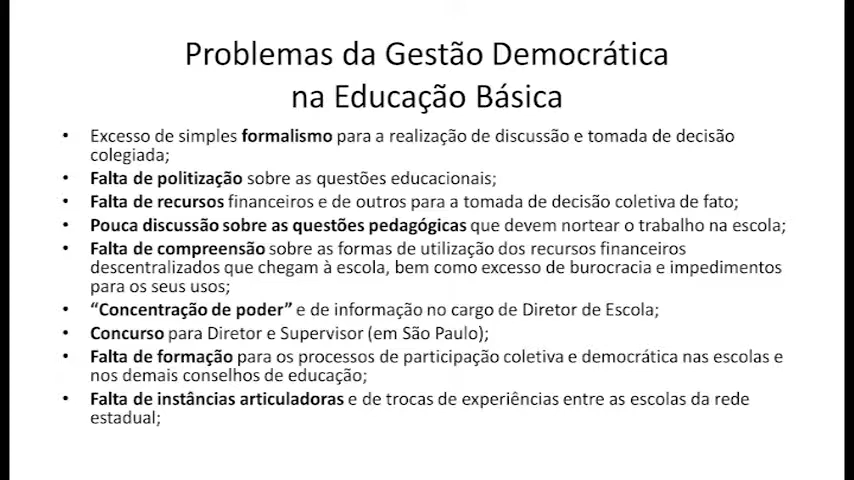 Problemas da Gestão Democrática
na Educação Básica
• Excesso de simples formalismo para a realização de discussão e tomada de decisão
colegiada;
• Falta de politização sobre as questões educacionais;
• Falta de recursos financeiros e de outros para a tomada de decisão coletiva de fato;
• Pouca discussão sobre as questões pedagógicas que devem nortear o trabalho na escola;
• Falta de compreensão sobre as formas de utilização dos recursos financeiros
descentralizados que chegam à escola, bem como excesso de burocracia e impedimentos
para os seus usos;
• “Concentração de poder” e de informação no cargo de Diretor de Escola;
• Concurso para Diretor e Supervisor (em São Paulo);
• Falta de formação para os processos de participação coletiva e democrática nas escolas e
nos demais conselhos de educação;
• Falta de instâncias articuladoras e de trocas de experiências entre as escolas da rede
estadual;